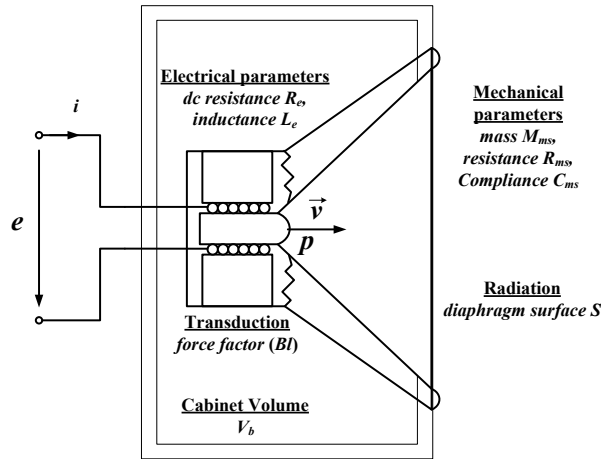 Electrical parameters
dc resistance Re,
inductance Le
i
e
Mechanical
parameters
mass Mms,
resistance Rms,
Compliance Cms
v
p
Radiation
diaphragm surface S
Transduction
force factor (Bl)
Cabinet Volume
Vb